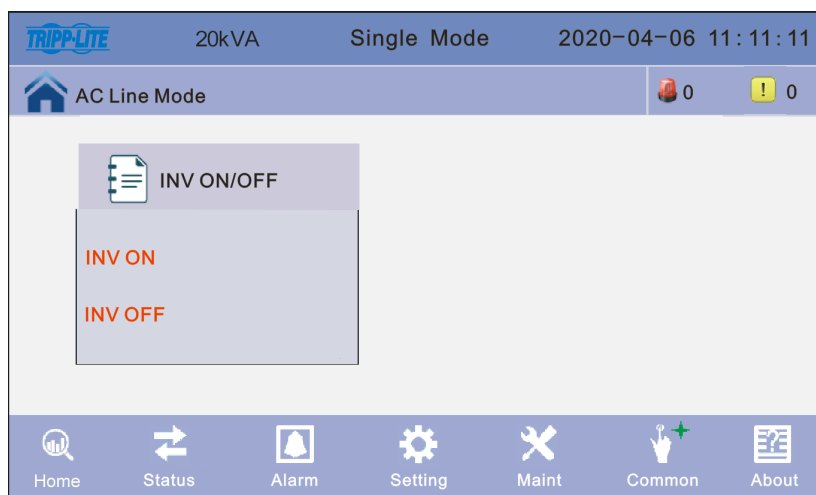 TRIPP-LITE 20kVA Single Mode 2020-04-06 11:11:11
AC Line Mode 0 ! 0
INV ON/OFF
INV ON
INV OFF
Home Status Alarm Setting Maint Common About